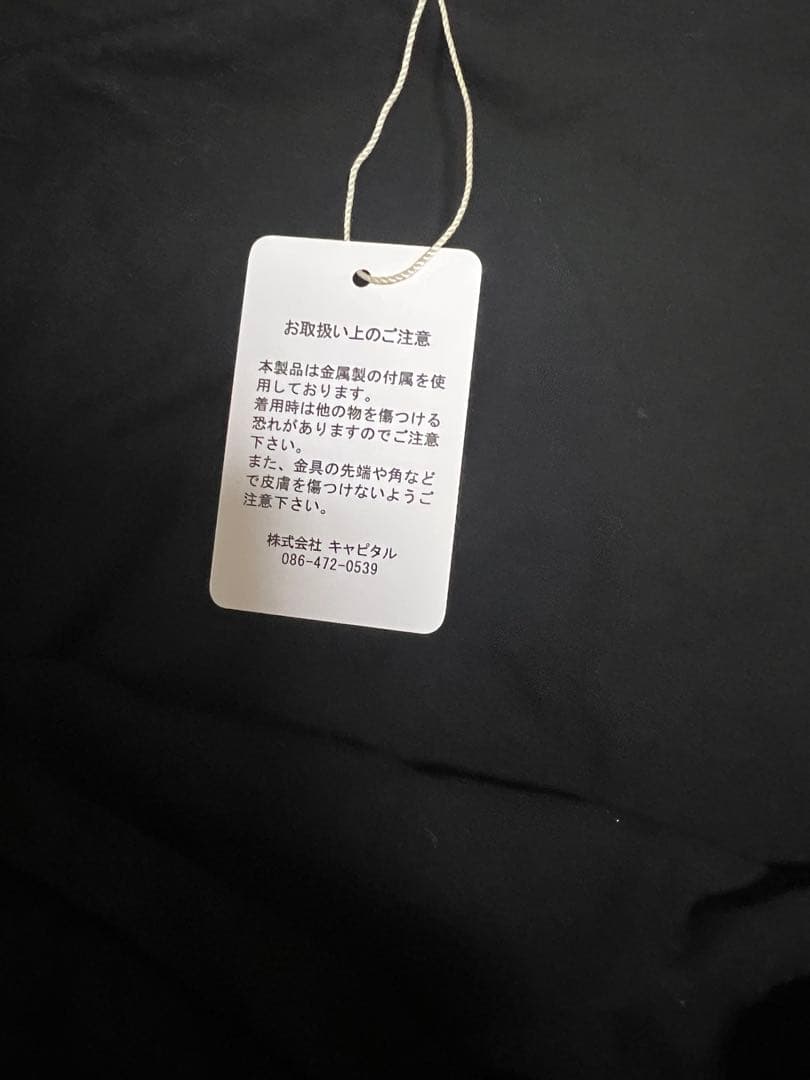 お取扱い上のご注意
本製品は金属製の付属を使
用しております。
着用時は他の物を傷つける
恐れがありますのでご注意
下さい。
また、金具の先端や角など
で皮膚を傷つけないようご
注意下さい。
株式会社 キャピタル
086-472-0539